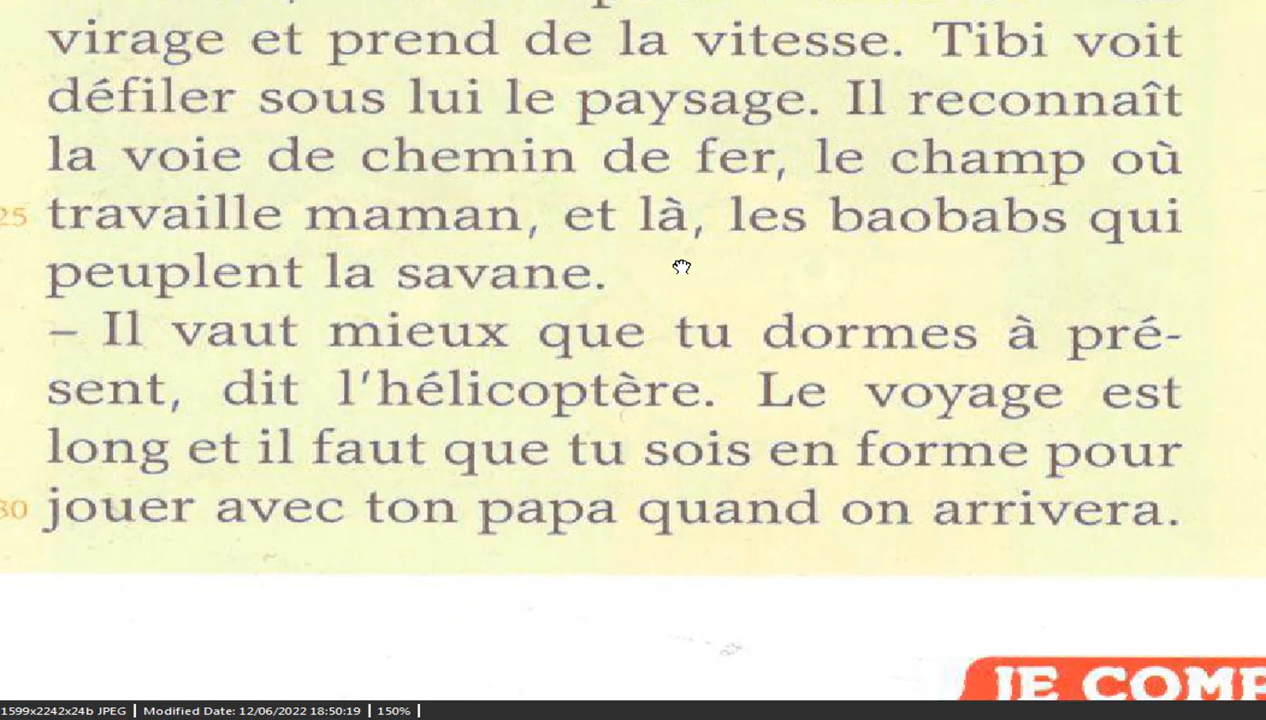 virage et prend de la vitesse. Tibi voit
défiler sous lui le paysage. Il reconnaît
la voie de chemin de fer, le champ où
25 travaille maman, et là, les baobabs qui
peuplent la savane.
– Il vaut mieux que tu dormes à pré-
sent, dit l'hélicoptère. Le voyage est
long et il faut que tu sois en forme pour
30 jouer avec ton papa quand on arrivera.
JE COMP
1599x2242x24b JPEG | Modified Date: 12/06/2022 18:50:19 | 150% |